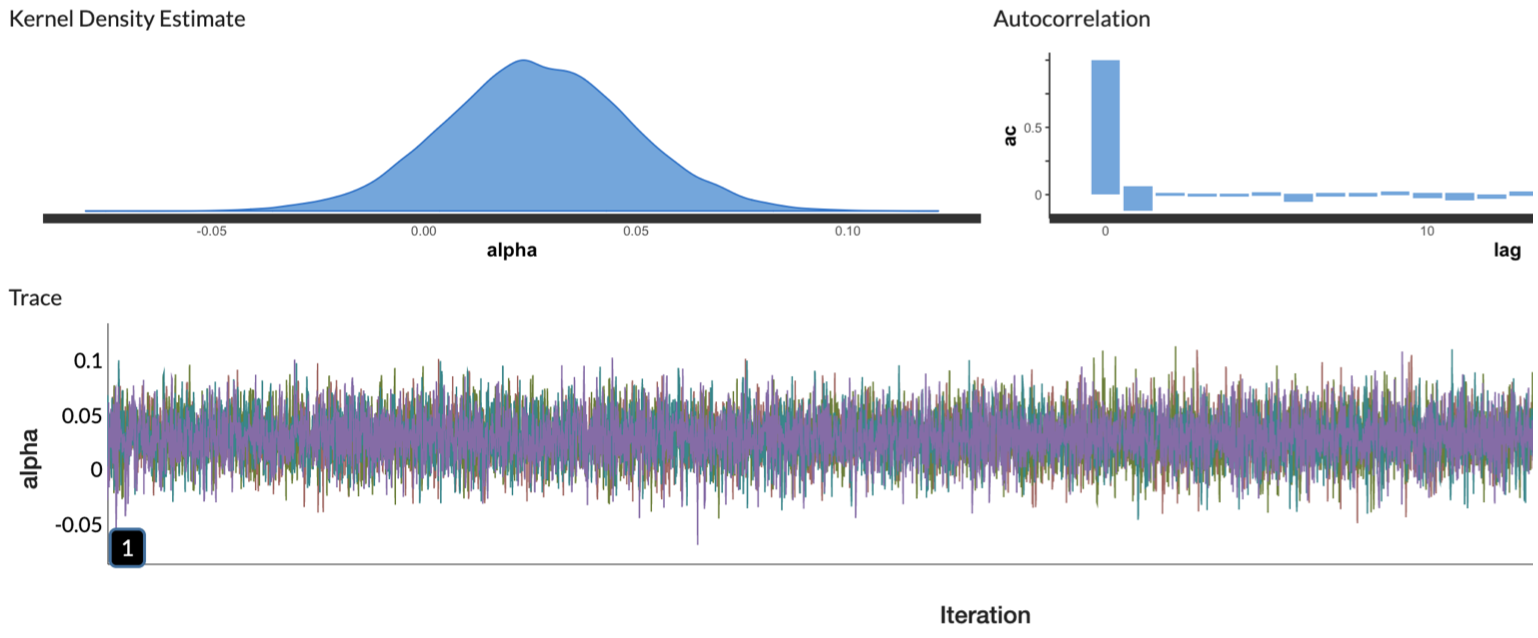 Kernel Density Estimate
-0.05 0.00 0.05 0.10
alpha
Autocorrelation
ac
0.5
0
0 10
lag
Trace
alpha
0.1
0.05
0
-0.05
1
Iteration